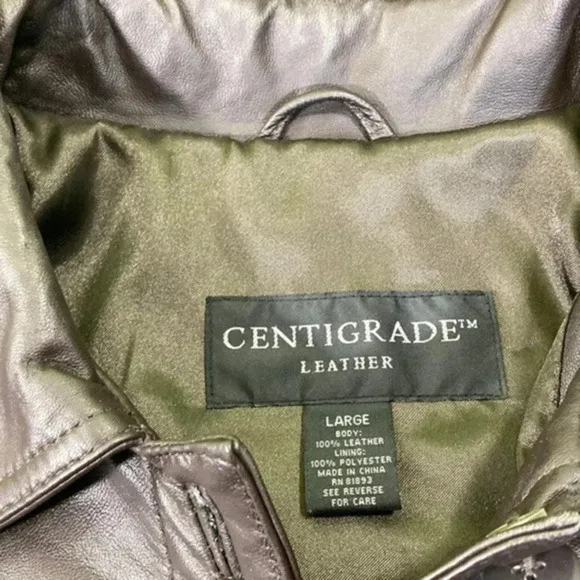 CENTIGRADE™
LEATHER
LARGE
BODY:
100% LEATHER
LINING:
100% POLYESTER
MADE IN CHINA
RN 81893
SEE REVERSE
FOR CARE